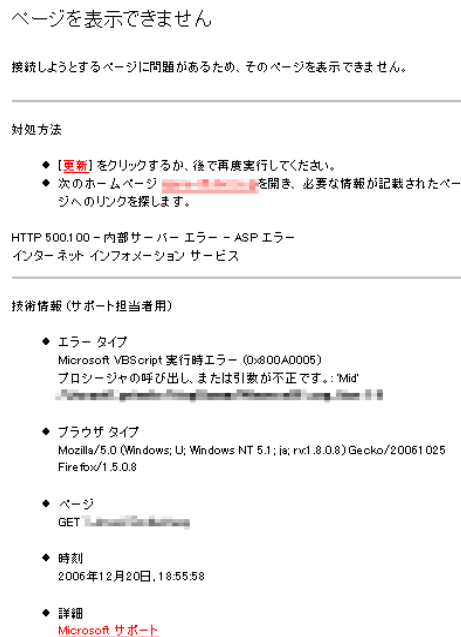 ページを表示できません
接続しようとするページに問題があるため、そのページを表示できません。
対処方法
[更新] をクリックするか、後で再度実行してください。
次のホームページ を開き、必要な情報が記載されたペー
ジへのリンクを探します。
HTTP 500.100 - 内部サーバー エラー - ASP エラー
インターネット インフォメーション サービス
技術情報 (サポート担当者用)
エラー タイプ
Microsoft VBScript 実行時エラー (0x800A0005)
プロシージャの呼び出し、または引数が不正です。: 'Mid'
ブラウザ タイプ
Mozilla/5.0 (Windows; U; Windows NT 5.1; ja; rv:1.8.0.8) Gecko/20061025
Firefox/1.5.0.8
ページ
GET
時刻
2006年12月20日, 18:55:58
詳細
Microsoft サポート